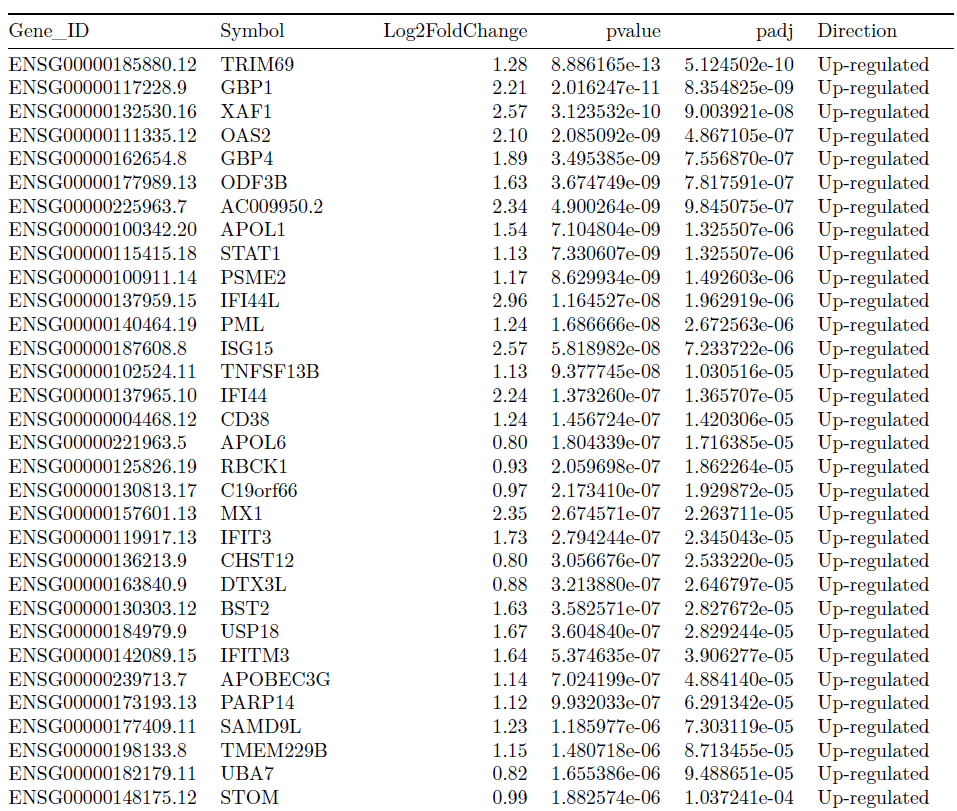 Gene_ID Symbol Log2FoldChange pvalue padj Direction
ENSG00000185880.12 TRIM69 1.28 8.886165e-13 5.124502e-10 Up-regulated
ENSG00000117228.9 GBP1 2.21 2.016247e-11 8.354825e-09 Up-regulated
ENSG00000132530.16 XAF1 2.57 3.123532e-10 9.003921e-08 Up-regulated
ENSG00000111335.12 OAS2 2.10 2.085092e-09 4.867105e-07 Up-regulated
ENSG00000162654.8 GBP4 1.89 3.495385e-09 7.556870e-07 Up-regulated
ENSG00000177989.13 ODF3B 1.63 3.674749e-09 7.817591e-07 Up-regulated
ENSG00000225963.7 AC009950.2 2.34 4.900264e-09 9.845075e-07 Up-regulated
ENSG00000100342.20 APOL1 1.54 7.104804e-09 1.325507e-06 Up-regulated
ENSG00000115415.18 STAT1 1.13 7.330607e-09 1.325507e-06 Up-regulated
ENSG00000100911.14 PSME2 1.17 8.629934e-09 1.492603e-06 Up-regulated
ENSG00000137959.15 IFI44L 2.96 1.164527e-08 1.962919e-06 Up-regulated
ENSG00000140464.19 PML 1.24 1.686666e-08 2.672563e-06 Up-regulated
ENSG00000187608.8 ISG15 2.57 5.818982e-08 7.233722e-06 Up-regulated
ENSG00000102524.11 TNFSF13B 1.13 9.377745e-08 1.030516e-05 Up-regulated
ENSG00000137965.10 IFI44 2.24 1.373260e-07 1.365707e-05 Up-regulated
ENSG00000004468.12 CD38 1.24 1.456724e-07 1.420306e-05 Up-regulated
ENSG00000221963.5 APOL6 0.80 1.804339e-07 1.716385e-05 Up-regulated
ENSG00000125826.19 RBCK1 0.93 2.059698e-07 1.862264e-05 Up-regulated
ENSG00000130813.17 C19orf66 0.97 2.173410e-07 1.929872e-05 Up-regulated
ENSG00000157601.13 MX1 2.35 2.674571e-07 2.263711e-05 Up-regulated
ENSG00000119917.13 IFIT3 1.73 2.794244e-07 2.345043e-05 Up-regulated
ENSG00000136213.9 CHST12 0.80 3.056676e-07 2.533220e-05 Up-regulated
ENSG00000163840.9 DTX3L 0.88 3.213880e-07 2.646797e-05 Up-regulated
ENSG00000130303.12 BST2 1.63 3.582571e-07 2.827672e-05 Up-regulated
ENSG00000184979.9 USP18 1.67 3.604840e-07 2.829244e-05 Up-regulated
ENSG00000142089.15 IFITM3 1.64 5.374635e-07 3.906277e-05 Up-regulated
ENSG00000239713.7 APOBEC3G 1.14 7.024199e-07 4.884140e-05 Up-regulated
ENSG00000173193.13 PARP14 1.12 9.932033e-07 6.291342e-05 Up-regulated
ENSG00000177409.11 SAMD9L 1.23 1.185977e-06 7.303119e-05 Up-regulated
ENSG00000198133.8 TMEM229B 1.15 1.480718e-06 8.713455e-05 Up-regulated
ENSG00000182179.11 UBA7 0.82 1.655386e-06 9.488651e-05 Up-regulated
ENSG00000148175.12 STOM 0.99 1.882574e-06 1.037241e-04 Up-regulated